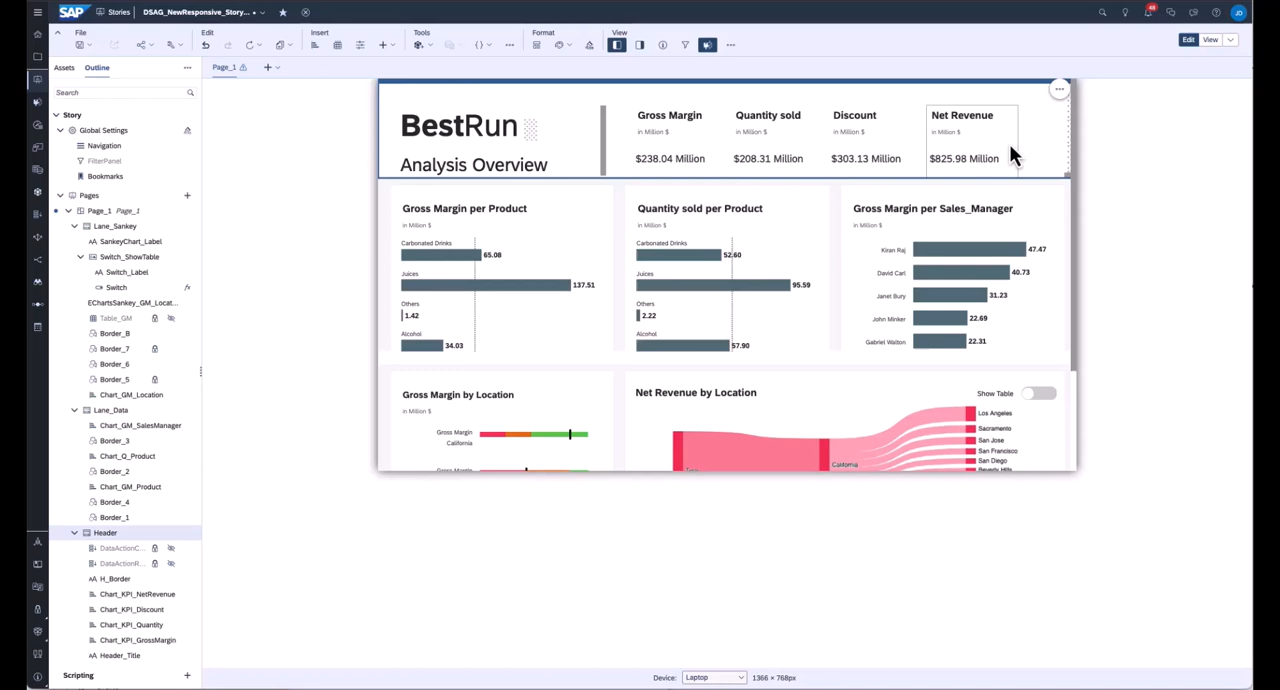 SAP Stories DSAG_NewResponsive_Story... 48 JD
File Edit Insert Tools Format View
Edit View
Assets Outline Page_1
Search
Story
Global Settings
Navigation
FilterPanel
Bookmarks
Pages
Page_1 Page_1
Lane_Sankey
SankeyChart_Label
Switch_ShowTable
Switch_Label
Switch
EChartsSankey_GM_Locat...
Table_GM
Border_B
Border_7
Border_6
Border_5
Chart_GM_Location
Lane_Data
Chart_GM_SalesManager
Border_3
Chart_Q_Product
Border_2
Chart_GM_Product
Border_4
Border_1
Header
DataActionC...
DataActionR...
H_Border
Chart_KPI_NetRevenue
Chart_KPI_Discount
Chart_KPI_Quantity
Chart_KPI_GrossMargin
Header_Title
Scripting
BestRun
Analysis Overview
Gross Margin
in Million $
$238.04 Million
Quantity sold
in Million $
$208.31 Million
Discount
in Million $
$303.13 Million
Net Revenue
in Million $
$825.98 Million
Gross Margin per Product
in Million $
Carbonated Drinks
65.08
Juices
137.51
Others
1.42
Alcohol
34.03
Quantity sold per Product
in Million $
Carbonated Drinks
52.60
Juices
95.59
Others
2.22
Alcohol
57.90
Gross Margin per Sales_Manager
in Million $
Kiran Raj 47.47
David Carl 40.73
Janet Bury 31.23
John Minker 22.69
Gabriel Walton 22.31
Gross Margin by Location
in Million $
Gross Margin
California
Gross Margin
Net Revenue by Location
Show Table
California
Los Angeles
Sacramento
San Jose
San Francisco
San Diego
Beverly Hills
Device: Laptop 1366 × 768px